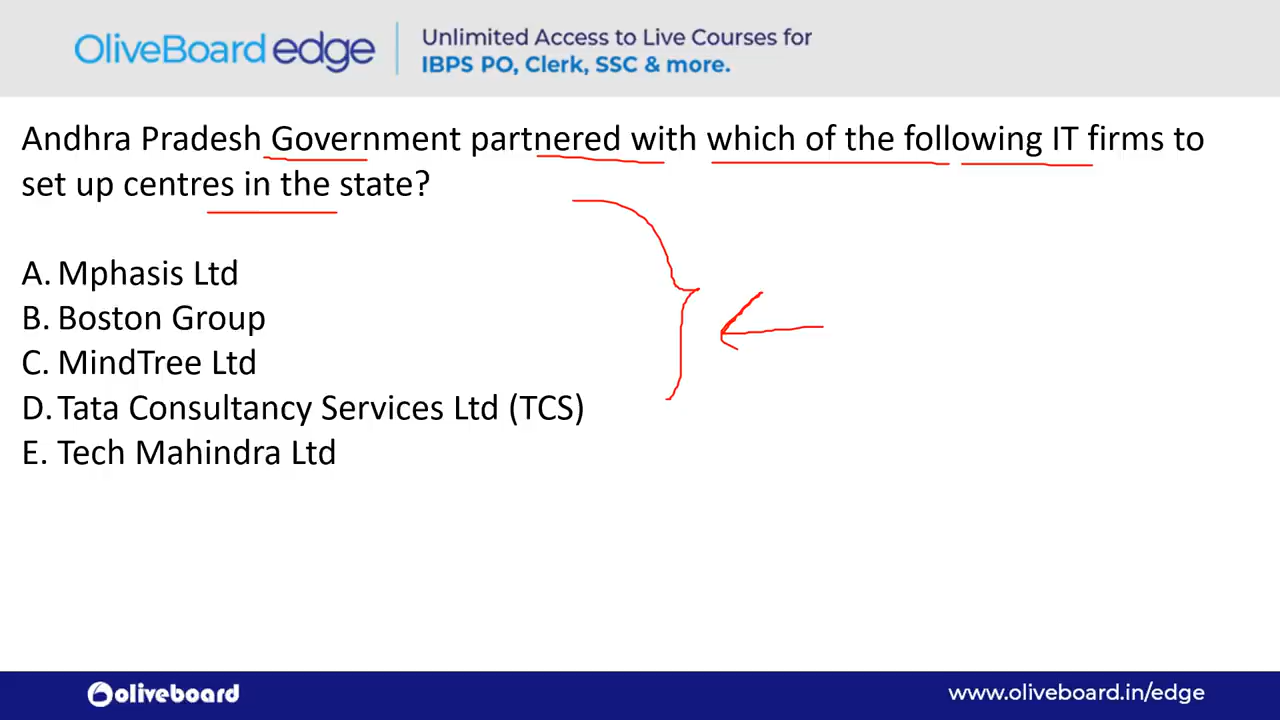 OliveBoard edge
Unlimited Access to Live Courses for
IBPS PO, Clerk, SSC & more.
Andhra Pradesh Government partnered with which of the following IT firms to
set up centres in the state?
A. Mphasis Ltd
B. Boston Group
C. MindTree Ltd
D. Tata Consultancy Services Ltd (TCS)
E. Tech Mahindra Ltd
oliveboard
www.oliveboard.in/edge